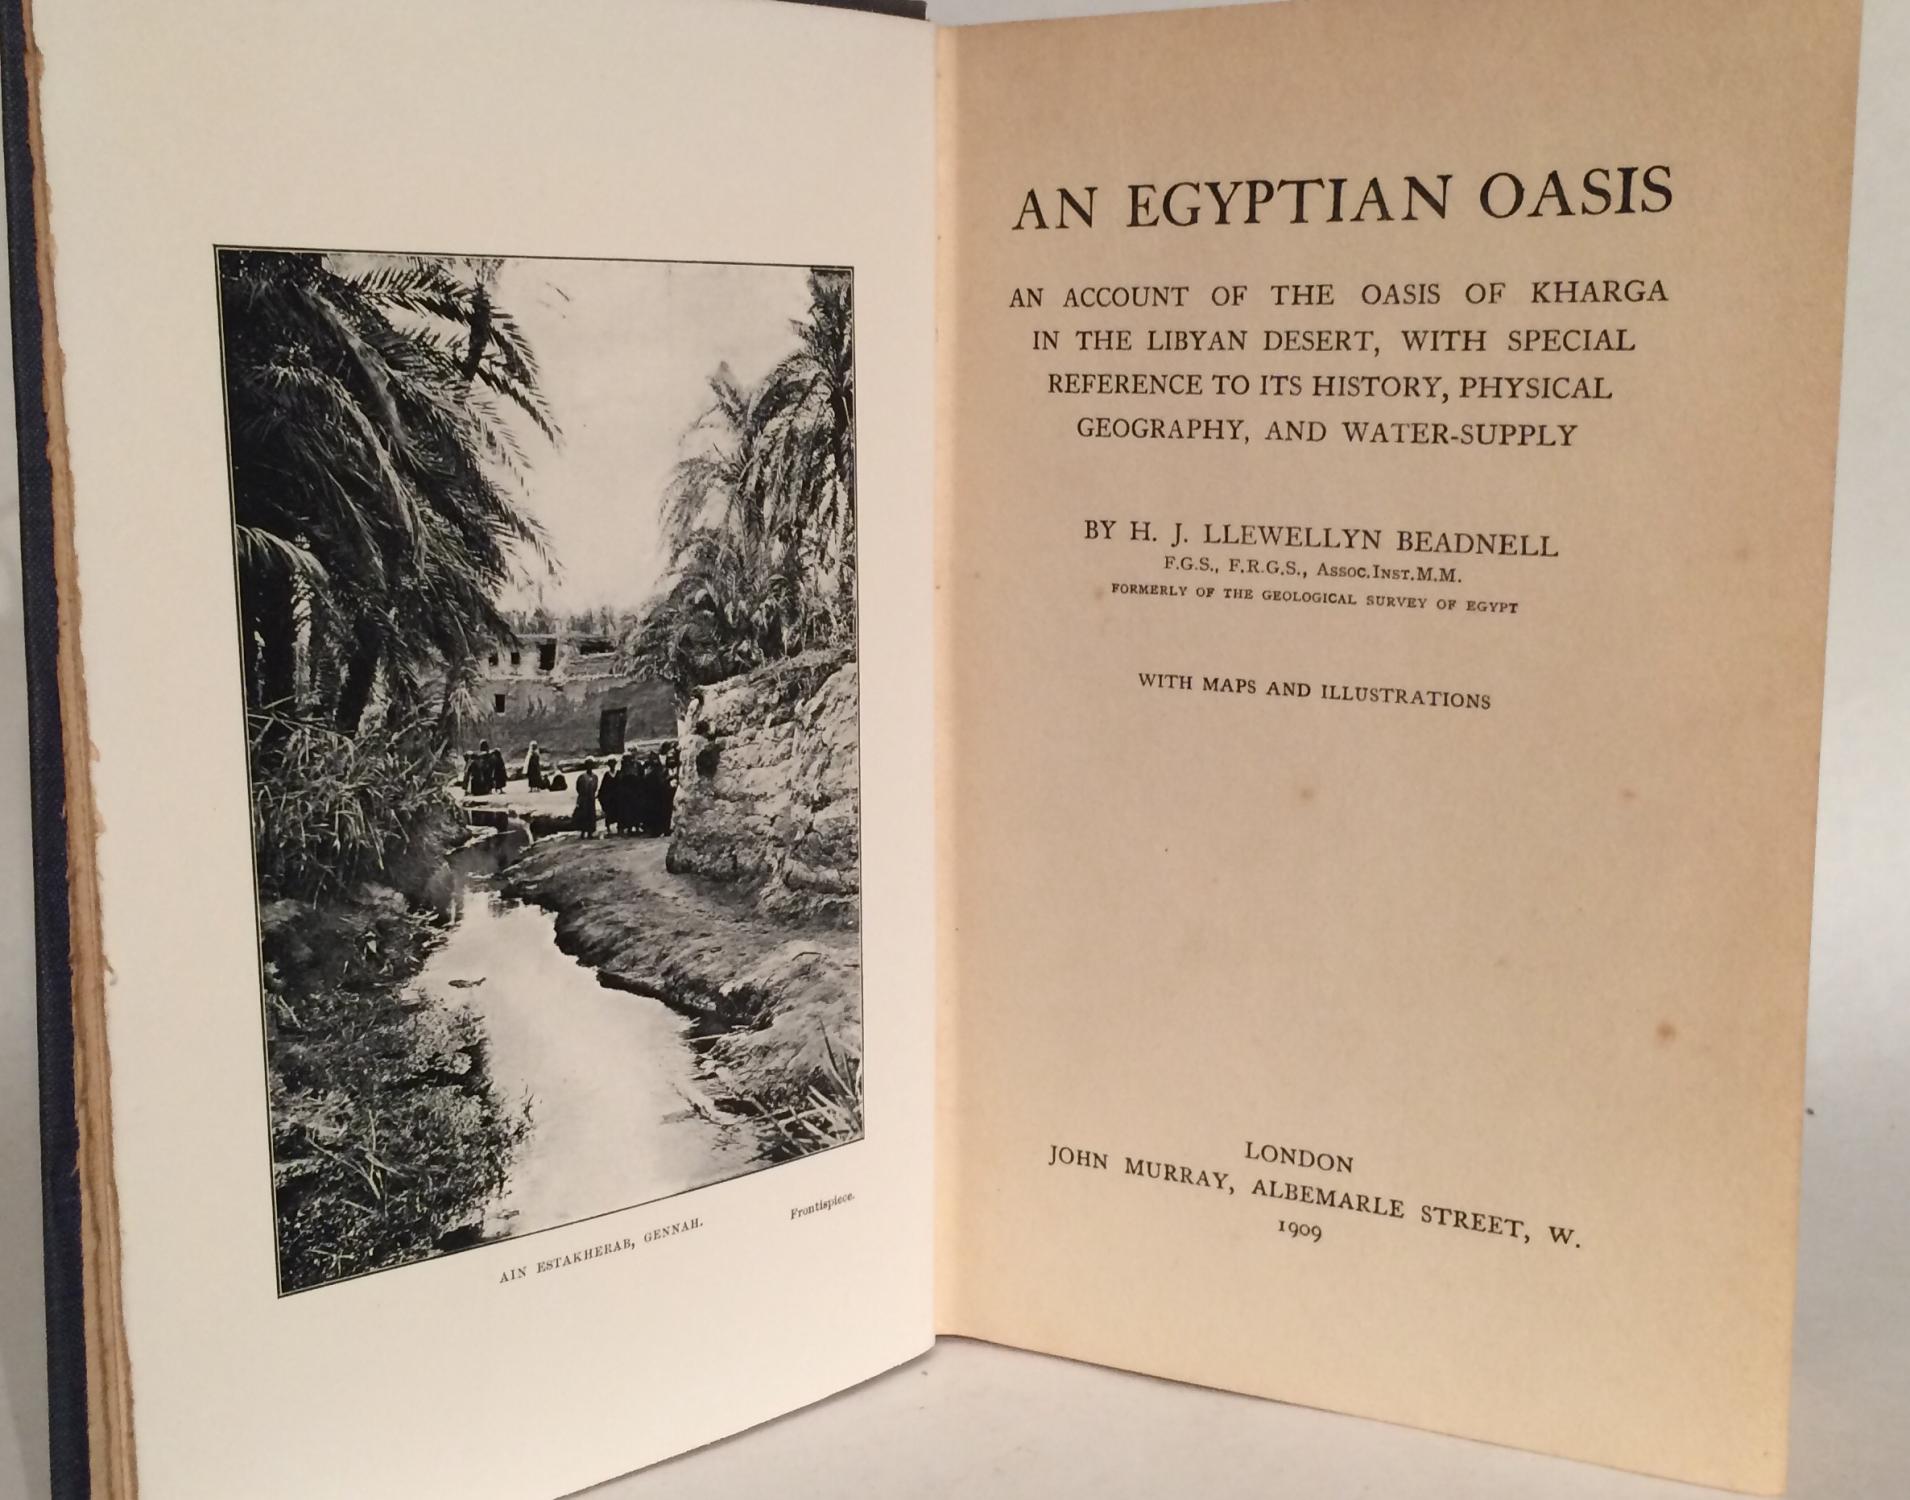 AIN ESTAKHERAB, GENNAH.
Frontispiece.
AN EGYPTIAN OASIS
AN ACCOUNT OF THE OASIS OF KHARGA
IN THE LIBYAN DESERT, WITH SPECIAL
REFERENCE TO ITS HISTORY, PHYSICAL
GEOGRAPHY, AND WATER-SUPPLY
BY H. J. LLEWELLYN BEADNELL
F.G.S., F.R.G.S., ASSOC.INST.M.M.
FORMERLY OF THE GEOLOGICAL SURVEY OF EGYPT
WITH MAPS AND ILLUSTRATIONS
LONDON
JOHN MURRAY, ALBEMARLE STREET, W.
1909